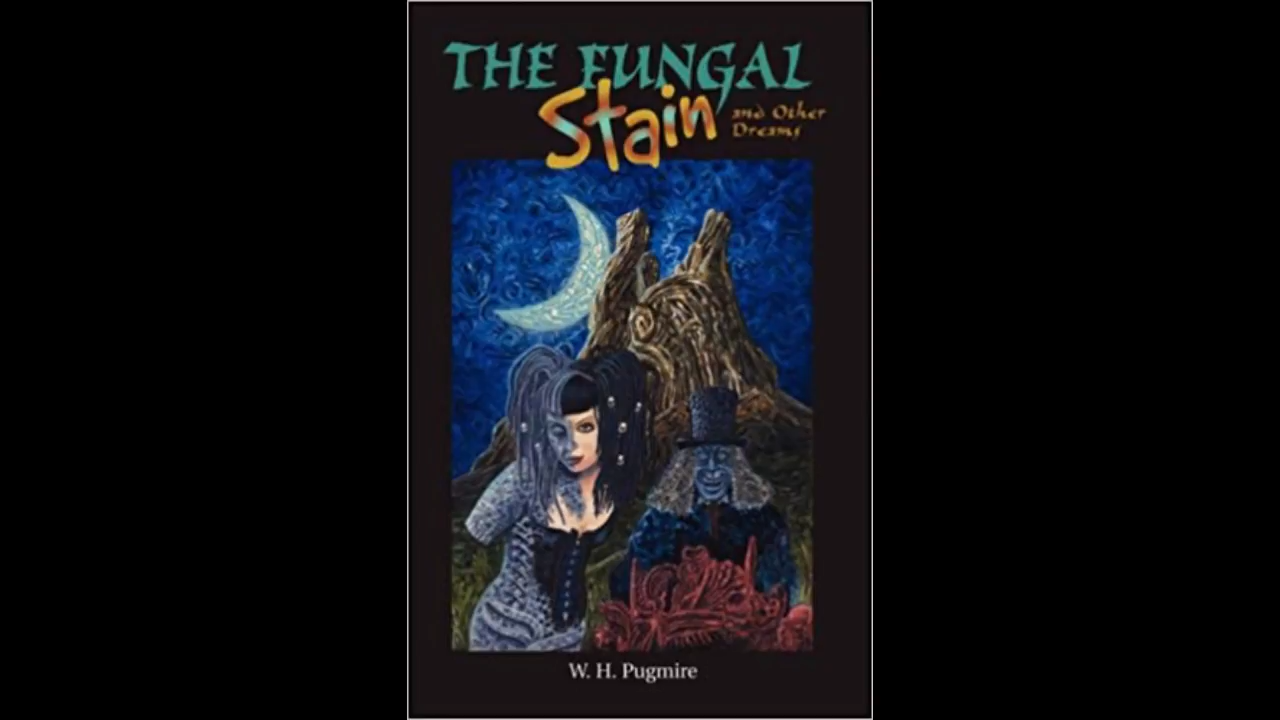 THE FUNGAL
Stain
and Other
Dreams
W. H. Pugmire